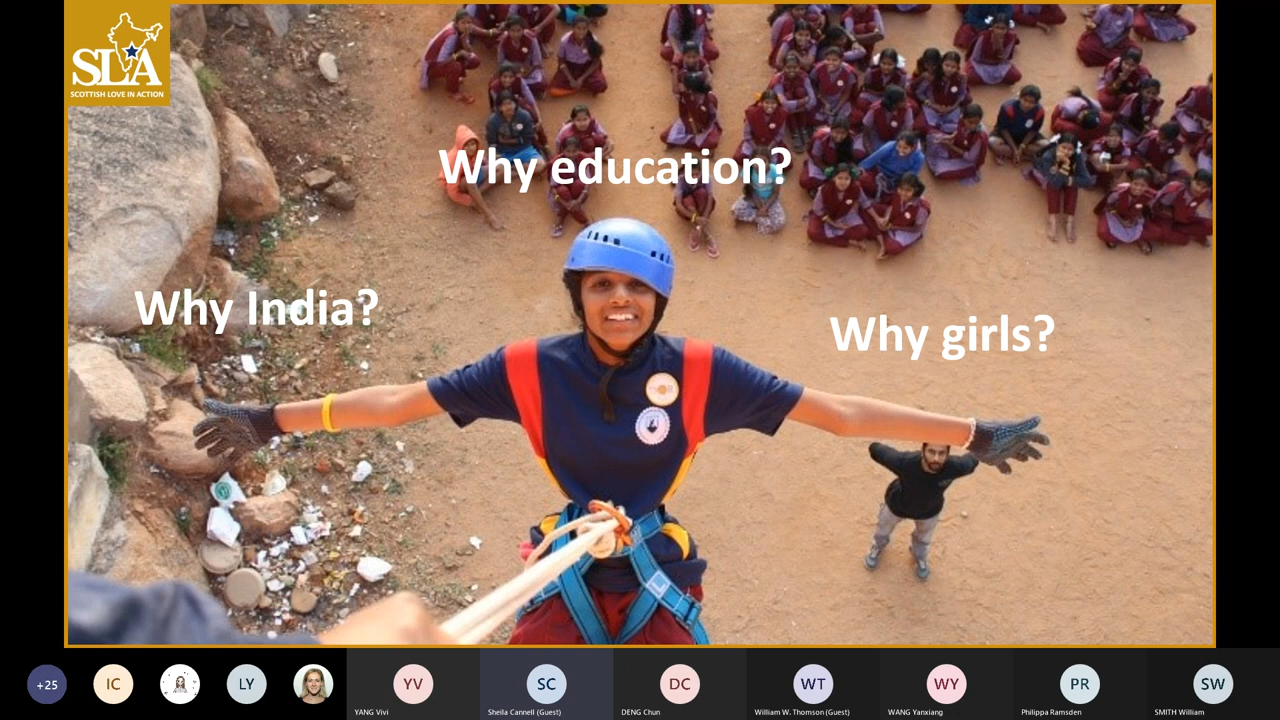 SLA
SCOTTISH LOVE IN ACTION
Why education?
Why India?
Why girls?
+25
IC
LY
YV
SC
DC
WT
WY
PR
SW
YANG Vivi
Sheila Cannell (Guest)
DENG Chun
William W. Thomson (Guest)
WANG Yanxiang
Philippa Ramsden
SMITH William